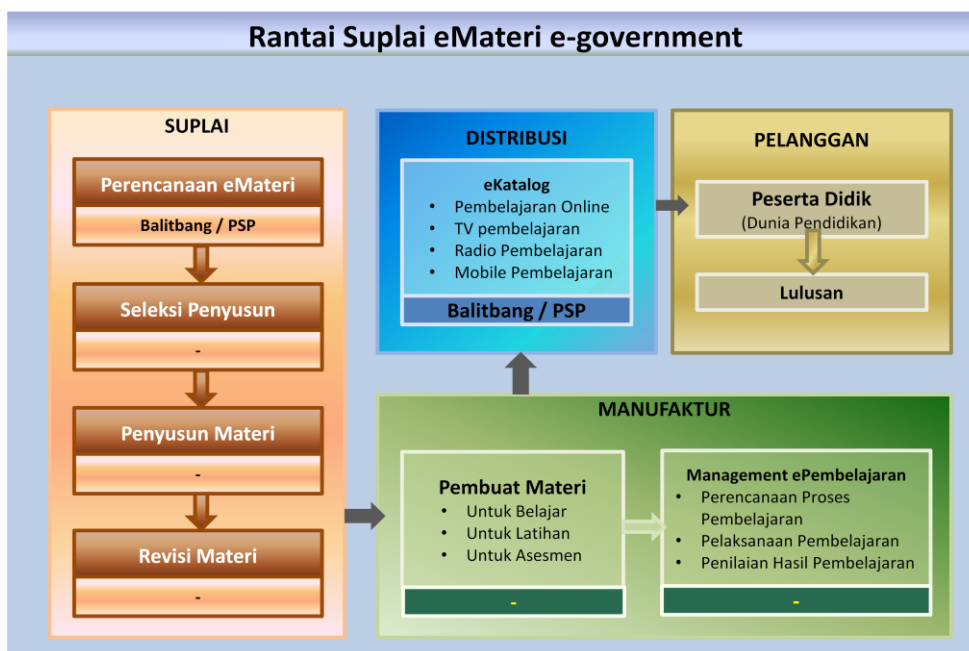 Rantai Suplai eMateri e-government
SUPLAI
Perencanaan eMateri
Balitbang / PSP
Seleksi Penyusun
-
Penyusun Materi
-
Revisi Materi
-
DISTRIBUSI
eKatalog
• Pembelajaran Online
• TV pembelajaran
• Radio Pembelajaran
• Mobile Pembelajaran
Balitbang / PSP
PELANGGAN
Peserta Didik
(Dunia Pendidikan)
Lulusan
MANUFAKTUR
Pembuat Materi
• Untuk Belajar
• Untuk Latihan
• Untuk Asesmen
-
Management ePembelajaran
• Perencanaan Proses
Pembelajaran
• Pelaksanaan Pembelajaran
• Penilaian Hasil Pembelajaran
-